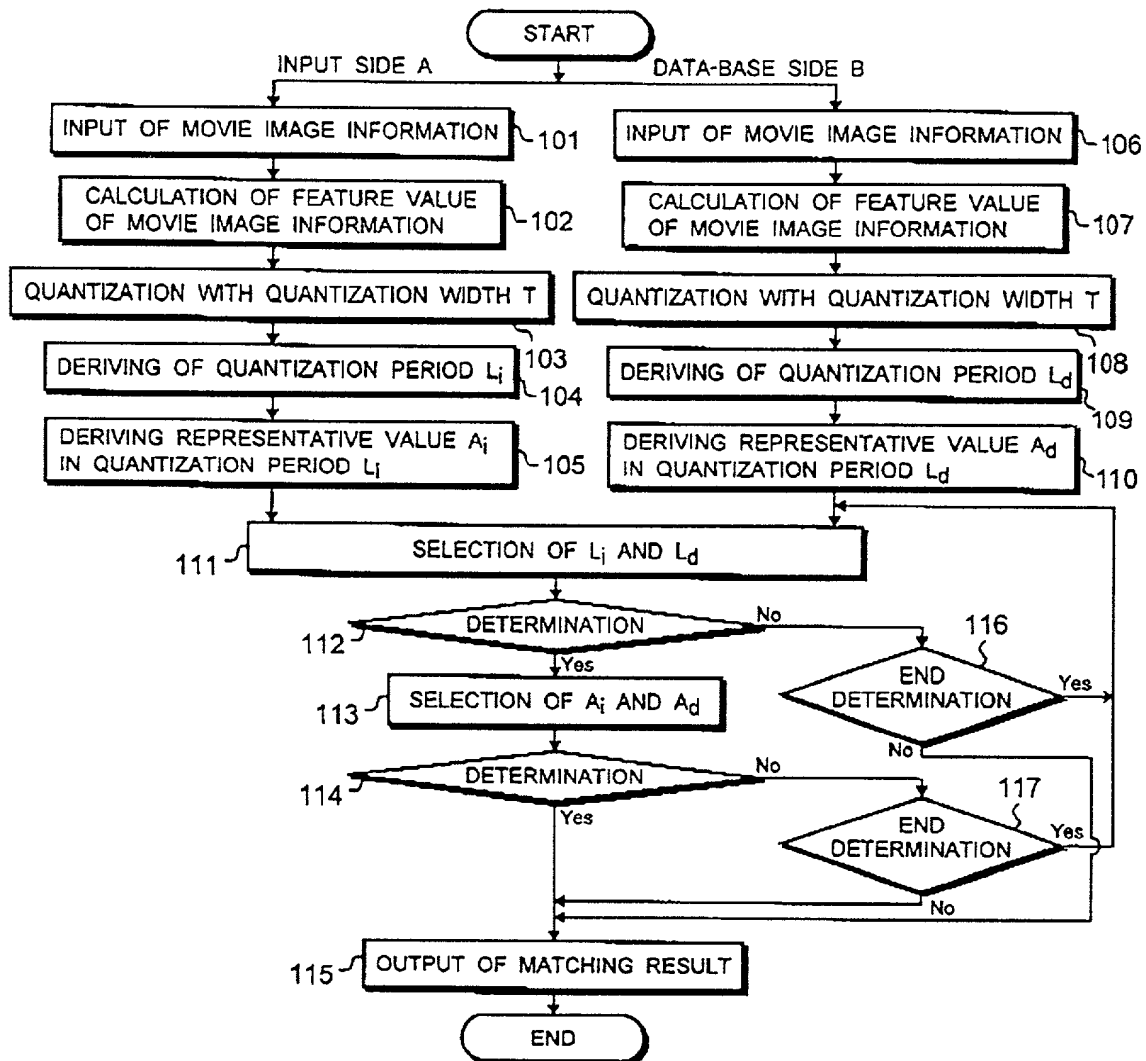 START
INPUT SIDE A
DATA-BASE SIDE B
INPUT OF MOVIE IMAGE INFORMATION
101
INPUT OF MOVIE IMAGE INFORMATION
106
CALCULATION OF FEATURE VALUE
OF MOVIE IMAGE INFORMATION
102
CALCULATION OF FEATURE VALUE
OF MOVIE IMAGE INFORMATION
107
QUANTIZATION WITH QUANTIZATION WIDTH T
103
QUANTIZATION WITH QUANTIZATION WIDTH T
108
DERIVING OF QUANTIZATION PERIOD Li
104
DERIVING OF QUANTIZATION PERIOD Ld
109
DERIVING REPRESENTATIVE VALUE Ai
IN QUANTIZATION PERIOD Li
105
DERIVING REPRESENTATIVE VALUE Ad
IN QUANTIZATION PERIOD Ld
110
111
SELECTION OF Li AND Ld
112
DETERMINATION
No
Yes
116
END
DETERMINATION
Yes
No
113
SELECTION OF Ai AND Ad
114
DETERMINATION
No
Yes
117
END
DETERMINATION
Yes
No
115
OUTPUT OF MATCHING RESULT
END